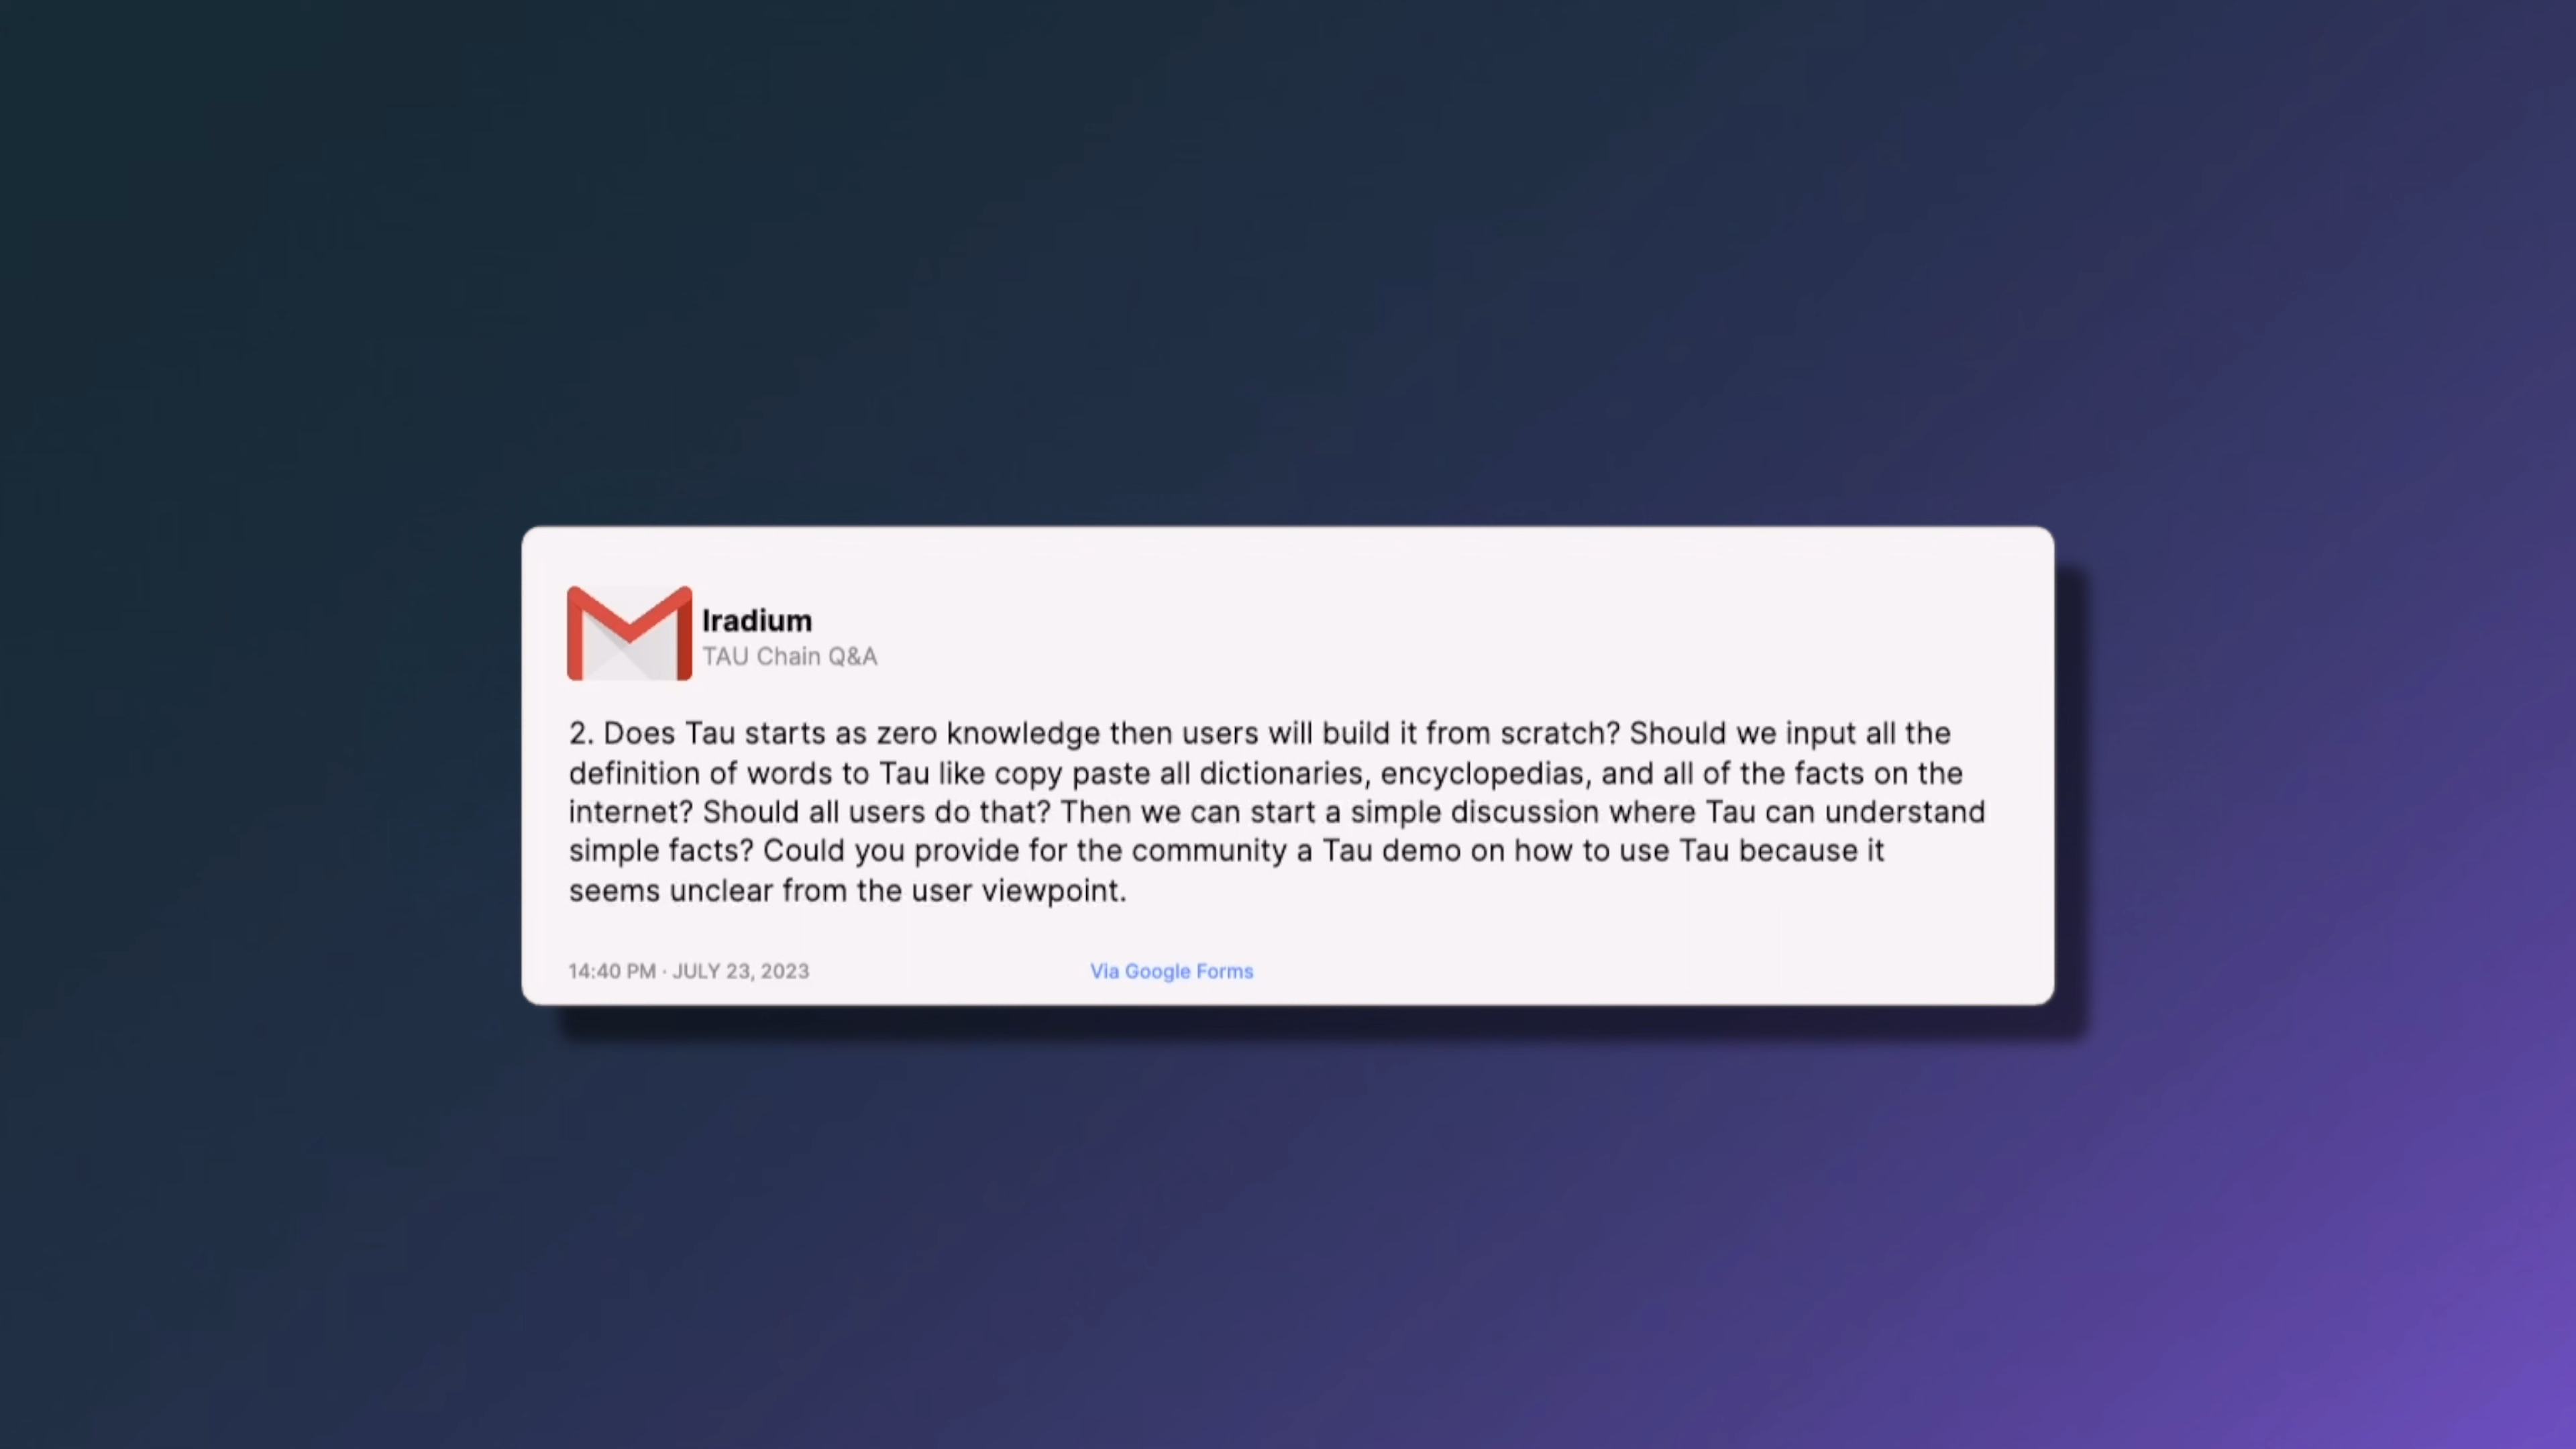 Iradium
TAU Chain Q&A
2. Does Tau starts as zero knowledge then users will build it from scratch? Should we input all the
definition of words to Tau like copy paste all dictionaries, encyclopedias, and all of the facts on the
internet? Should all users do that? Then we can start a simple discussion where Tau can understand
simple facts? Could you provide for the community a Tau demo on how to use Tau because it
seems unclear from the user viewpoint.
14:40 PM · JULY 23, 2023 Via Google Forms